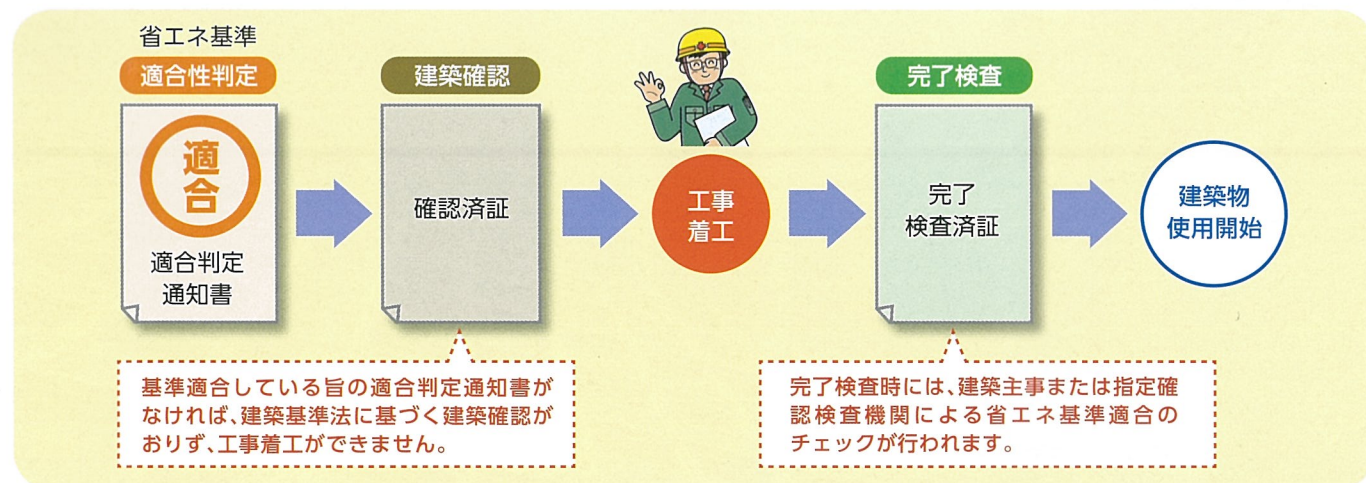 省エネ基準
適合性判定
適合
適合判定
通知書
建築確認
確認済証
工事
着工
完了検査
完了
検査済証
建築物
使用開始
基準適合している旨の適合判定通知書が
なければ、建築基準法に基づく建築確認が
おりず、工事着工ができません。
完了検査時には、建築主事または指定確
認検査機関による省エネ基準適合の
チェックが行われます。